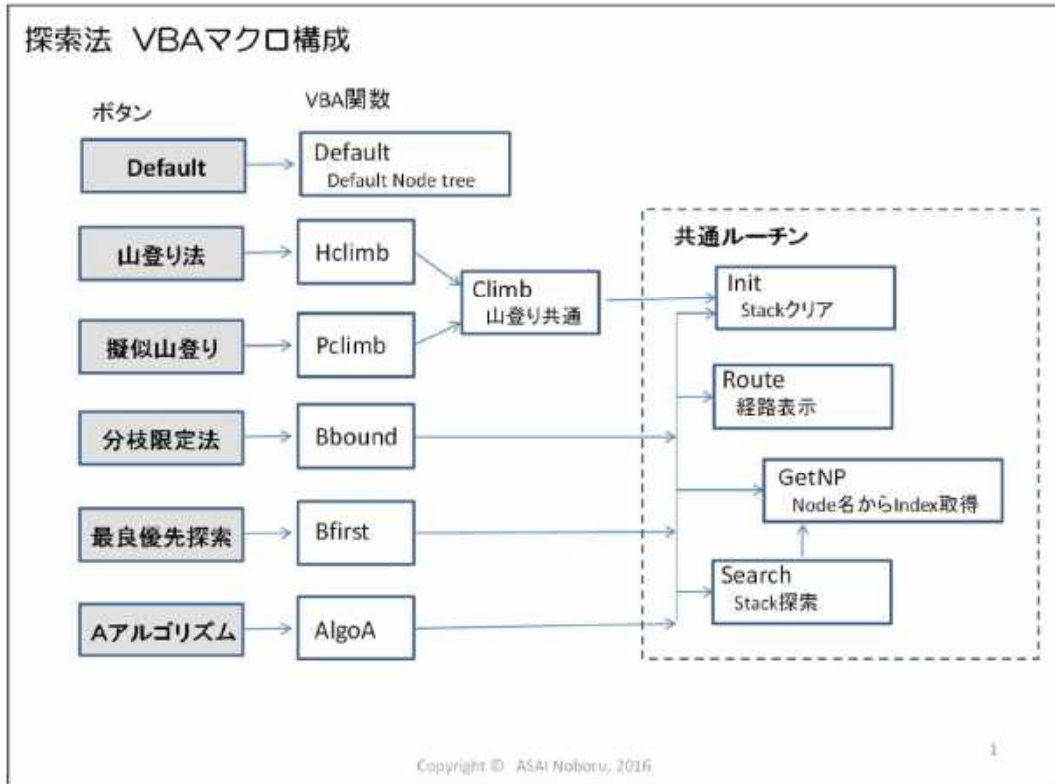 探索法 VBAマクロ構成
ボタン
VBA関数
Default
Default
Default Node tree
山登り法
Hclimb
擬似山登り
Pclimb
Climb
山登り共通
分枝限定法
Bbound
最良優先探索
Bfirst
Aアルゴリズム
AlgoA
共通ルーチン
Init
Stackクリア
Route
経路表示
GetNP
Node名からIndex取得
Search
Stack探索
Copyright © ASAI Noboru, 2016
1